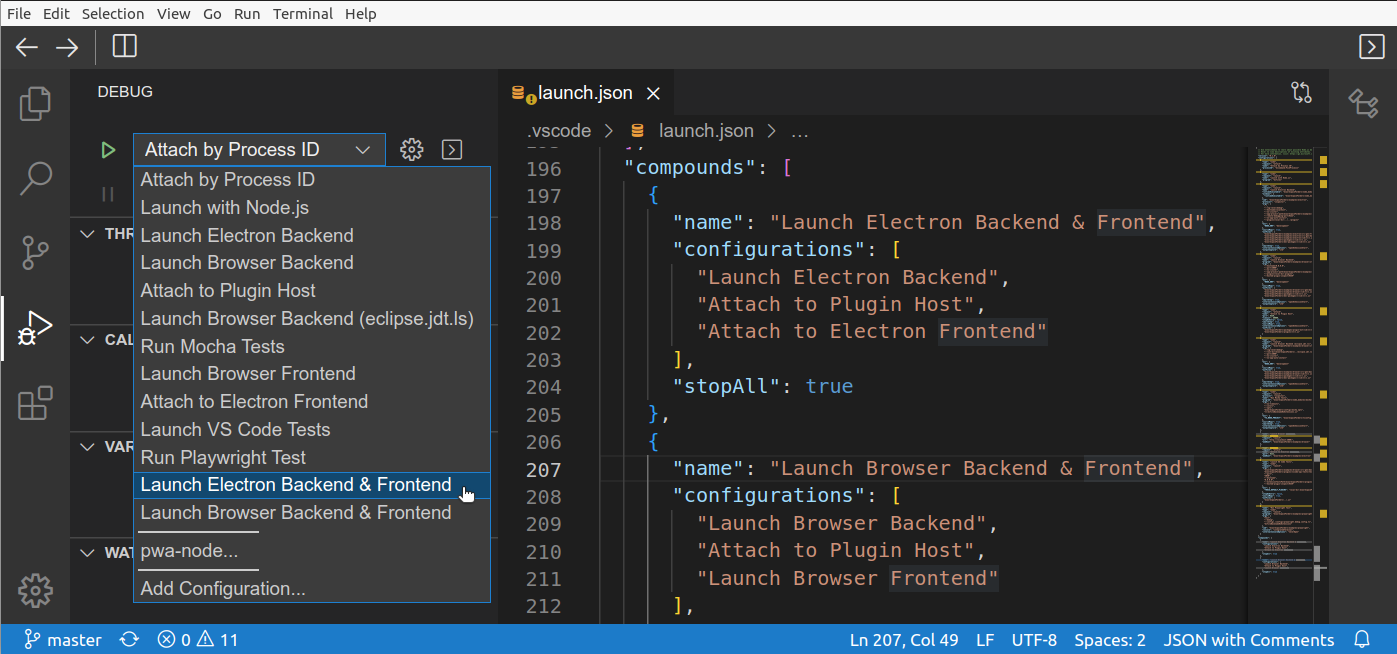 File Edit Selection View Go Run Terminal Help
DEBUG
Attach by Process ID
Attach by Process ID
Launch with Node.js
Launch Electron Backend
Launch Browser Backend
Attach to Plugin Host
Launch Browser Backend (eclipse.jdt.ls)
Run Mocha Tests
Launch Browser Frontend
Attach to Electron Frontend
Launch VS Code Tests
Run Playwright Test
Launch Electron Backend & Frontend
Launch Browser Backend & Frontend
pwa-node...
Add Configuration...
THR
CAL
VAR
WAT
launch.json
.vscode > launch.json > ...
196 "compounds": [
197 {
198 "name": "Launch Electron Backend & Frontend",
199 "configurations": [
200 "Launch Electron Backend",
201 "Attach to Plugin Host",
202 "Attach to Electron Frontend"
203 ],
204 "stopAll": true
205 },
206 {
207 "name": "Launch Browser Backend & Frontend",
208 "configurations": [
209 "Launch Browser Backend",
210 "Attach to Plugin Host",
211 "Launch Browser Frontend"
212 ],
master 0 11 Ln 207, Col 49 LF UTF-8 Spaces: 2 JSON with Comments